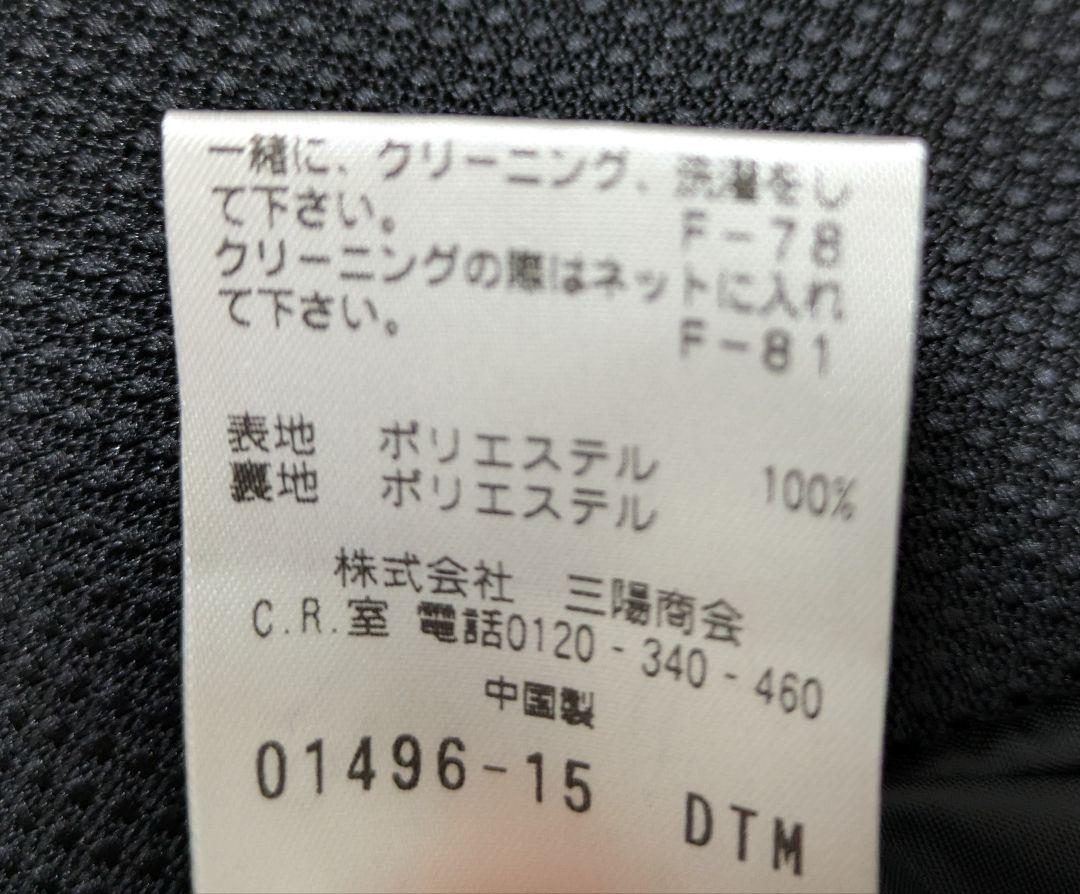 一緒に、クリーニング、洗濯をし
て下さい。 F-78
クリーニングの際はネットに入れ
て下さい。 F-81
表地 ポリエステル
裏地 ポリエステル 100%
株式会社 三陽商会
C.R.室 電話0120-340-460
中国製
01496-15 DTM